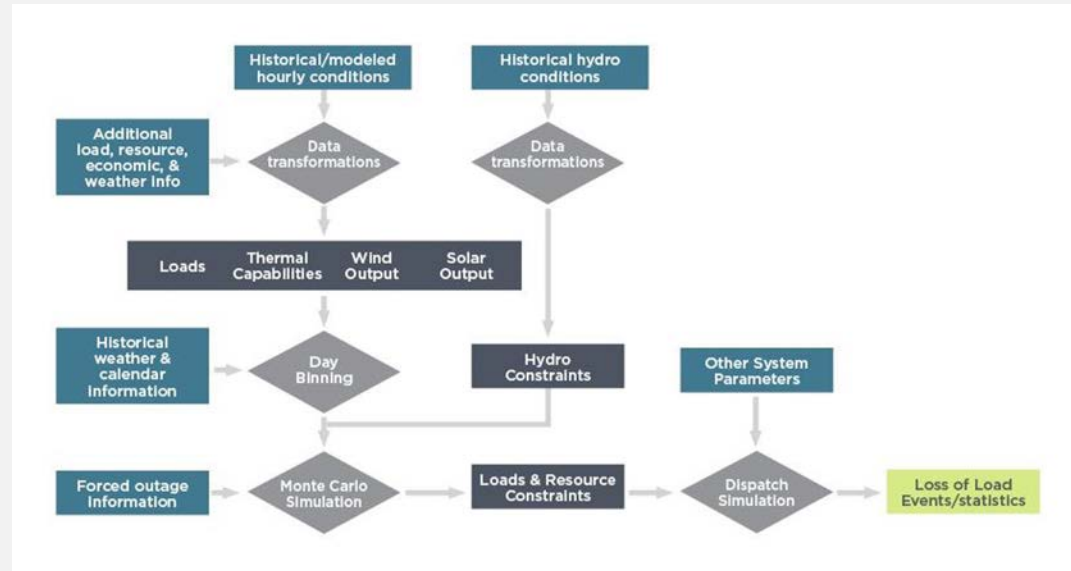 Historical/modeled
hourly conditions
Historical hydro
conditions
Additional
load, resource,
economic, &
weather info
Data
transformations
Data
transformations
Loads
Thermal
Capabilities
Wind
Output
Solar
Output
Historical
weather &
calendar
information
Day
Binning
Hydro
Constraints
Other System
Parameters
Forced outage
information
Monte Carlo
Simulation
Loads & Resource
Constraints
Dispatch
Simulation
Loss of Load
Events/statistics